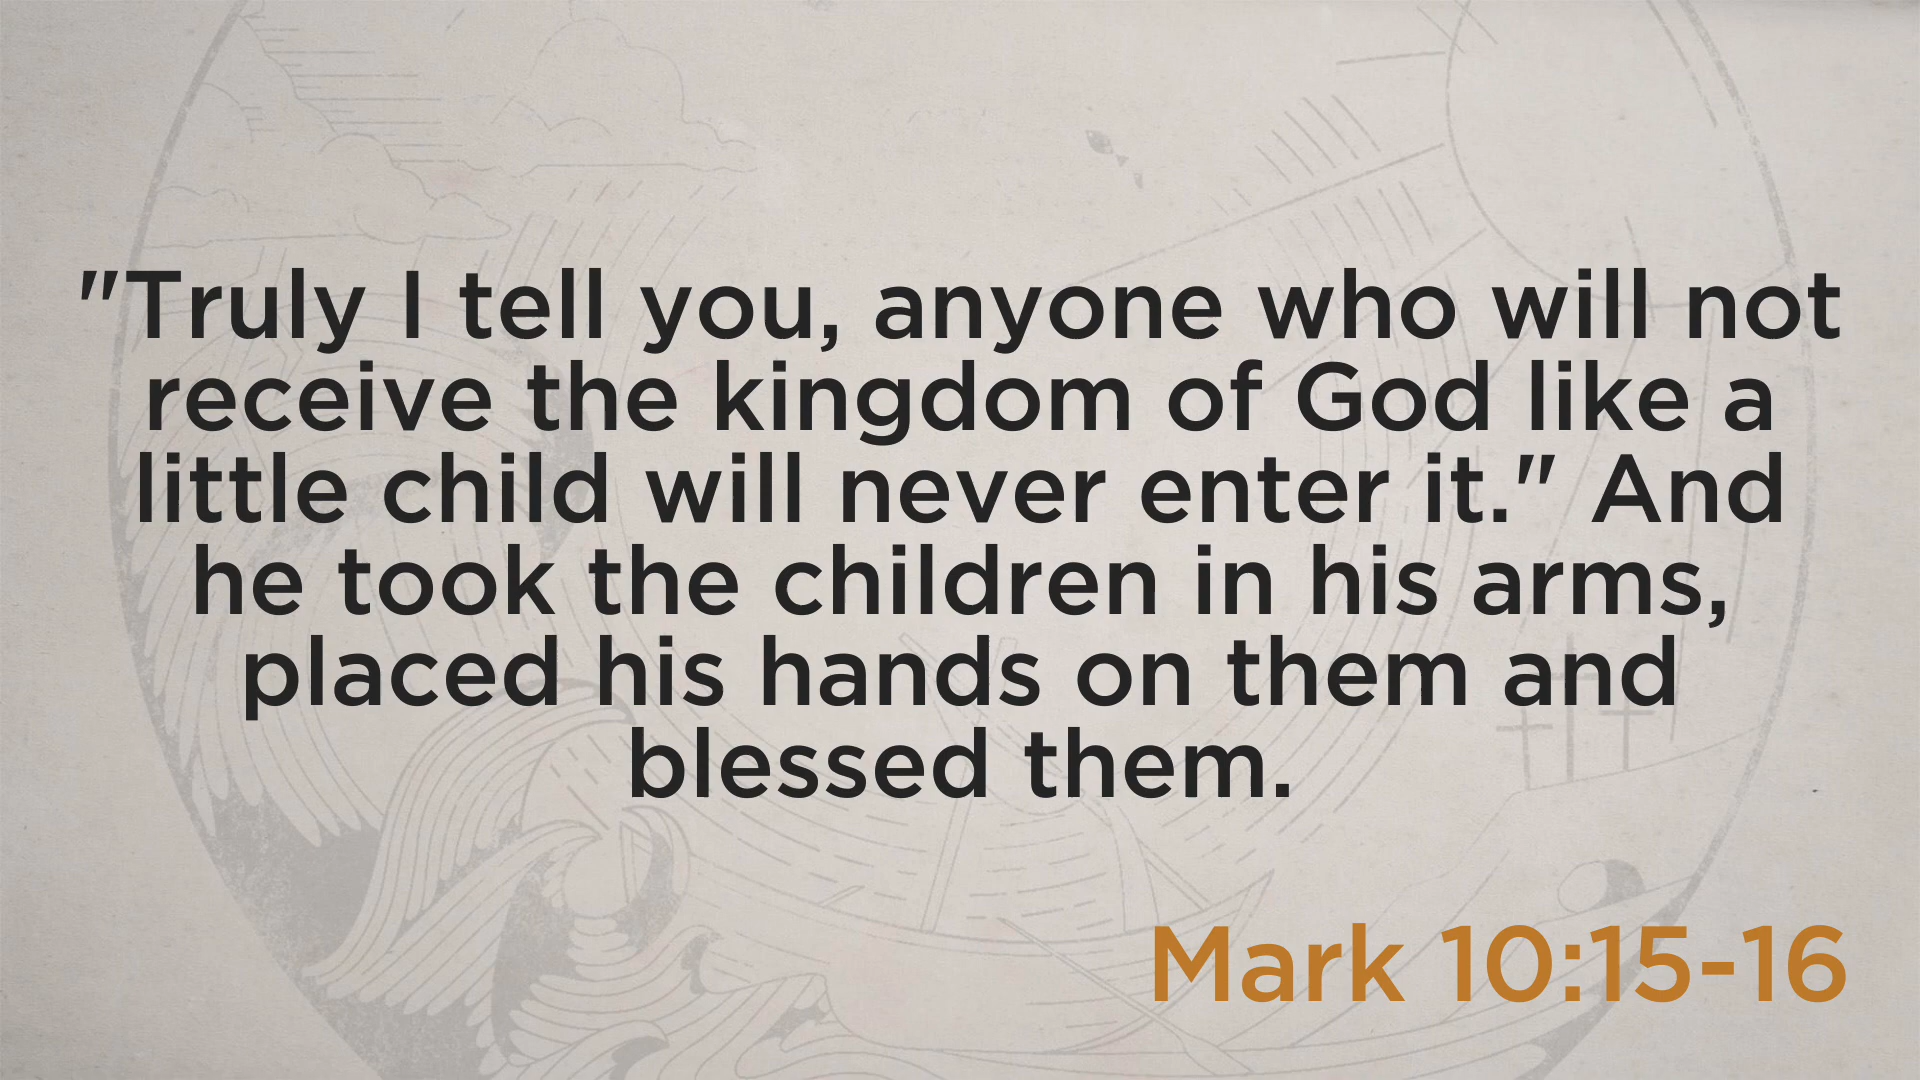 "Truly I tell you, anyone who will not
receive the kingdom of God like a
little child will never enter it." And
he took the children in his arms,
placed his hands on them and
blessed them.
Mark 10:15-16